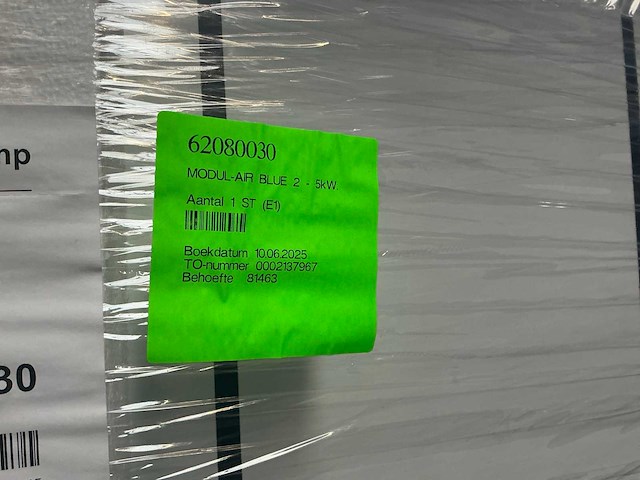 62080030
MODUL-AIR BLUE 2 - 5kW
Aantal 1 ST (E1)
Boekdatum 10.06.2025
TO-nummer 0002137967
Behoefte 81463
mp
30